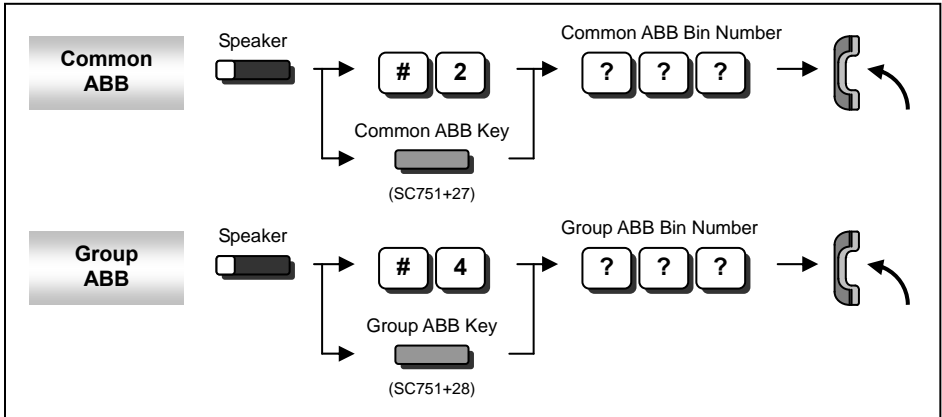 Common
ABB
Speaker
# 2
Common ABB Key
(SC751+27)
Common ABB Bin Number
? ? ?
Group
ABB
Speaker
# 4
Group ABB Key
(SC751+28)
Group ABB Bin Number
? ? ?